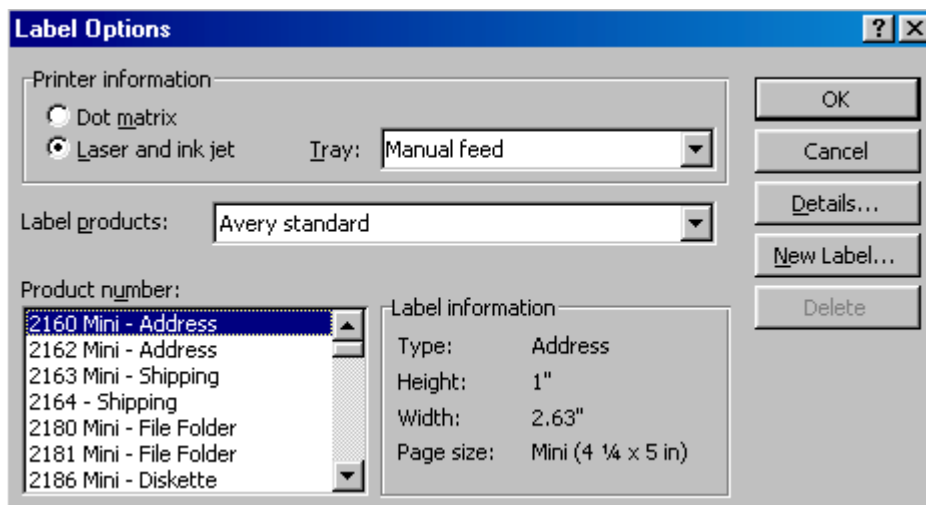 Label Options
Printer information
Dot matrix
Laser and ink jet
Tray:
Manual feed
Label products:
Avery standard
Product number:
2160 Mini - Address
2162 Mini - Address
2163 Mini - Shipping
2164 - Shipping
2180 Mini - File Folder
2181 Mini - File Folder
2186 Mini - Diskette
Label information
Type: Address
Height: 1"
Width: 2.63"
Page size: Mini (4 ¼ x 5 in)
OK
Cancel
Details...
New Label...
Delete